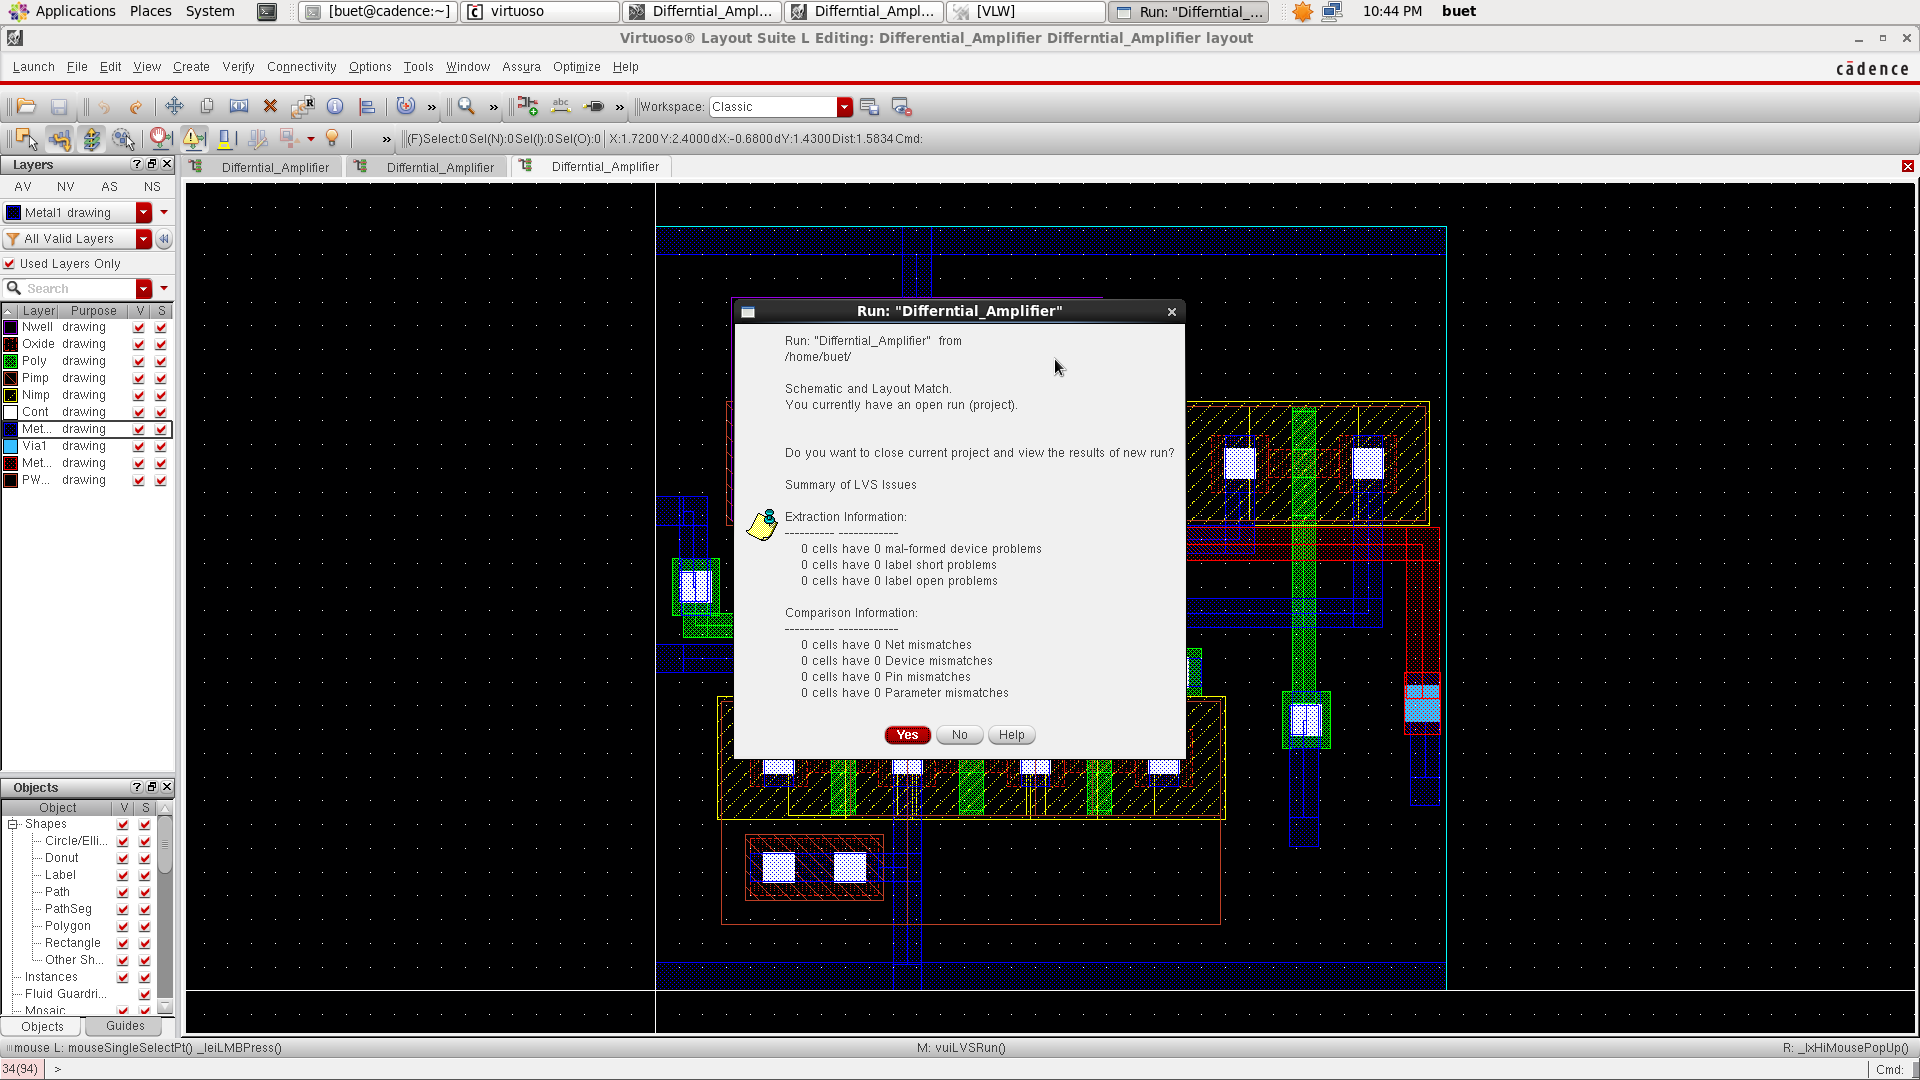 Applications Places System [buet@cadence:~] virtuoso Differntial_Ampl... Differntial_Ampl... [VLW] Run: "Differntial_... 10:44 PM buet
Virtuoso® Layout Suite L Editing: Differential_Amplifier Differntial_Amplifier layout
Launch File Edit View Create Verify Connectivity Options Tools Window Assura Optimize Help cādence
» » abc » Workspace: Classic
» (F)Select:0 Sel(N):0 Sel(I):0 Sel(O):0 X:1.7200 Y:2.4000 dX:-0.6800 dY:1.4300 Dist:1.5834 Cmd:
Layers
Differntial_Amplifier Differntial_Amplifier Differntial_Amplifier
AV NV AS NS
Metal1 drawing
All Valid Layers
Used Layers Only
Search
Layer Purpose V S
Nwell drawing
Oxide drawing
Poly drawing
Pimp drawing
Nimp drawing
Cont drawing
Met... drawing
Via1 drawing
Met... drawing
PW... drawing
Objects
Object V S
Shapes
Circle/Elli...
Donut
Label
Path
PathSeg
Polygon
Rectangle
Other Sh...
Instances
Fluid Guardri...
Mosaic
Objects Guides
Run: "Differntial_Amplifier"
Run: "Differntial_Amplifier" from
/home/buet/
Schematic and Layout Match.
You currently have an open run (project).
Do you want to close current project and view the results of new run?
Summary of LVS Issues
Extraction Information:
---------- ------------
0 cells have 0 mal-formed device problems
0 cells have 0 label short problems
0 cells have 0 label open problems
Comparison Information:
---------- ------------
0 cells have 0 Net mismatches
0 cells have 0 Device mismatches
0 cells have 0 Pin mismatches
0 cells have 0 Parameter mismatches
Yes No Help
mouse L: mouseSingleSelectPt() _leiLMBPress() M: vuiLVSRun() R: _lxHiMousePopUp()
34(94) > Cmd: